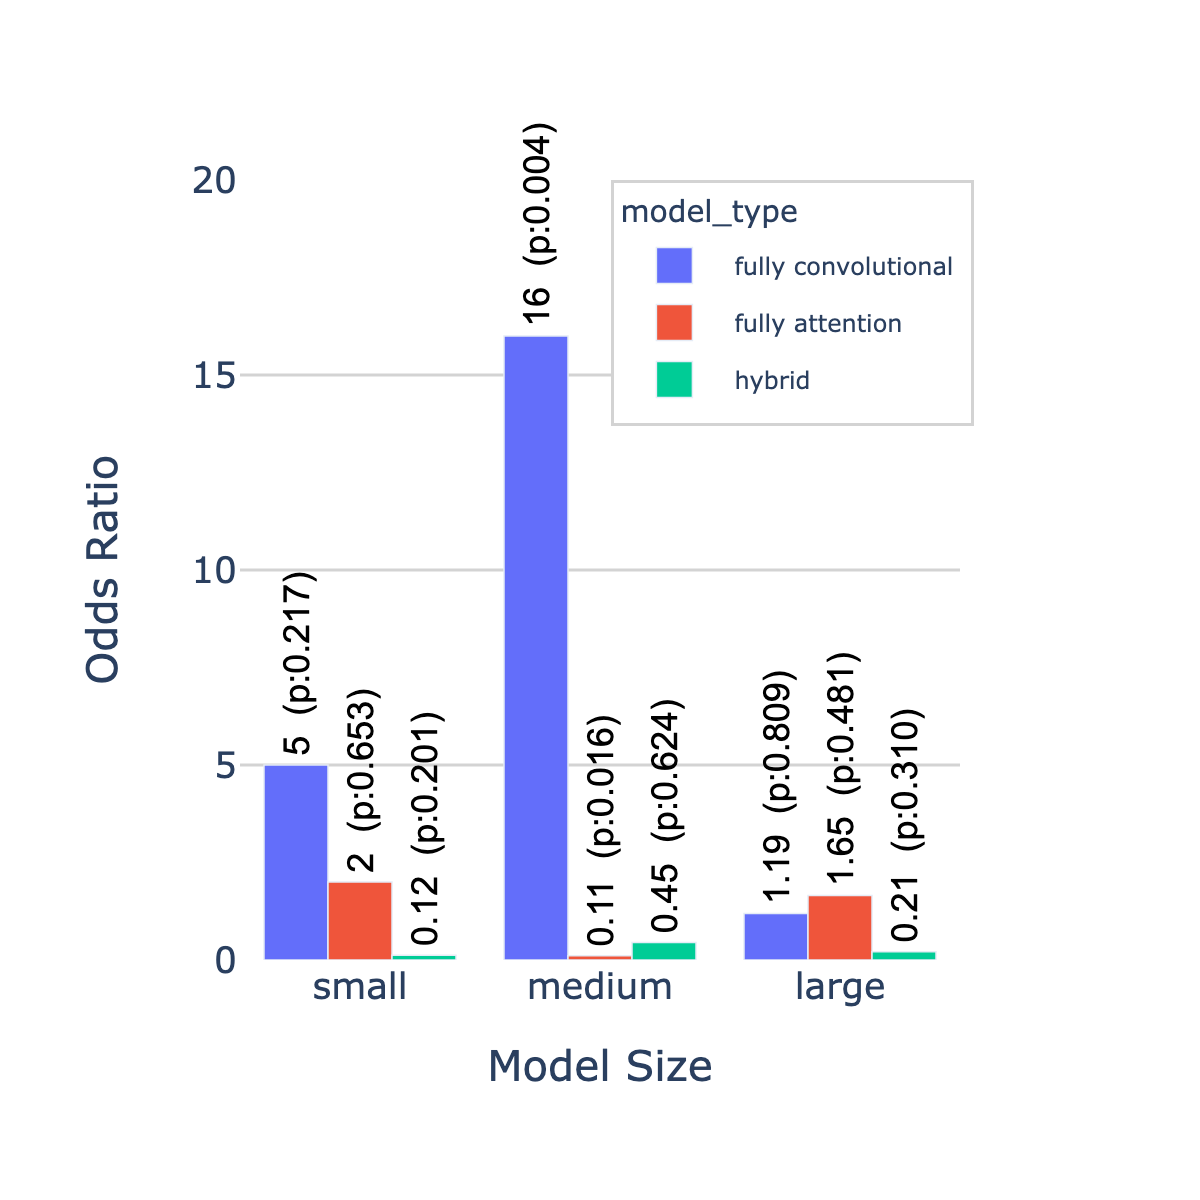 20
15
10
5
0
Odds Ratio
5 (p:0.217)
2 (p:0.653)
0.12 (p:0.201)
16 (p:0.004)
0.11 (p:0.016)
0.45 (p:0.624)
1.19 (p:0.809)
1.65 (p:0.481)
0.21 (p:0.310)
model_type
fully convolutional
fully attention
hybrid
small
medium
large
Model Size